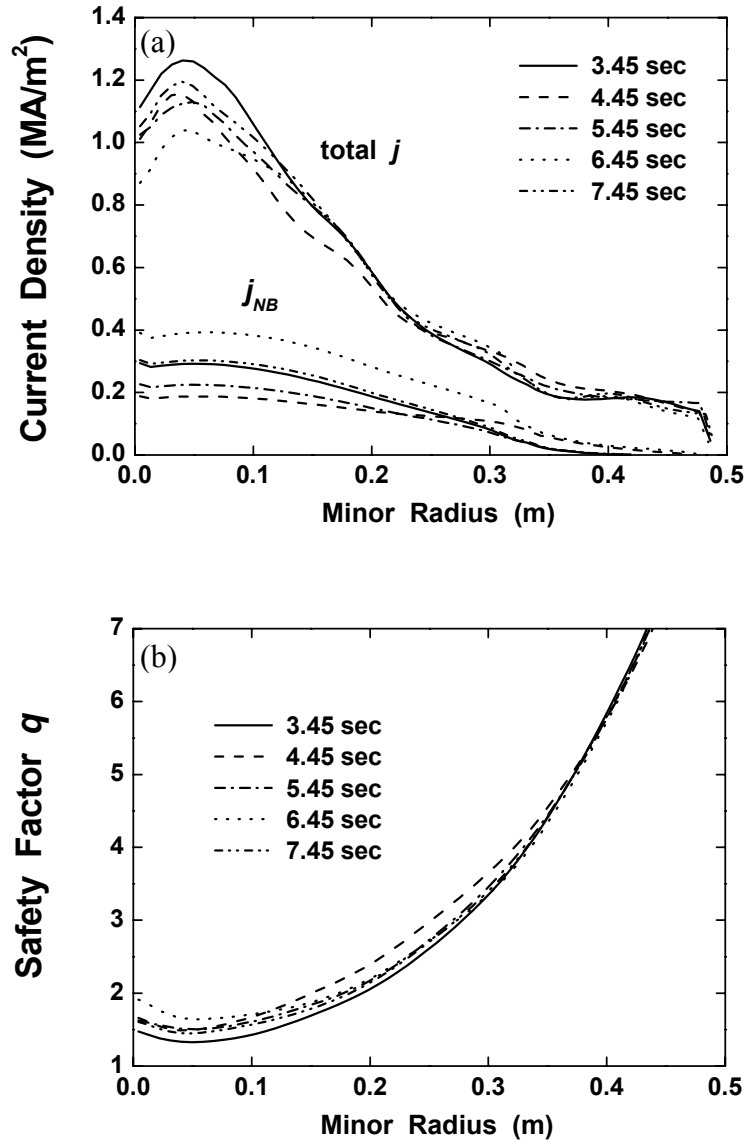 (a)
1.4
1.2
1.0
0.8
0.6
0.4
0.2
0.0
Current Density (MA/m²)
3.45 sec
4.45 sec
5.45 sec
6.45 sec
7.45 sec
total j
jNB
0.0 0.1 0.2 0.3 0.4 0.5
Minor Radius (m)
(b)
7
6
5
4
3
2
1
Safety Factor q
3.45 sec
4.45 sec
5.45 sec
6.45 sec
7.45 sec
0.0 0.1 0.2 0.3 0.4 0.5
Minor Radius (m)